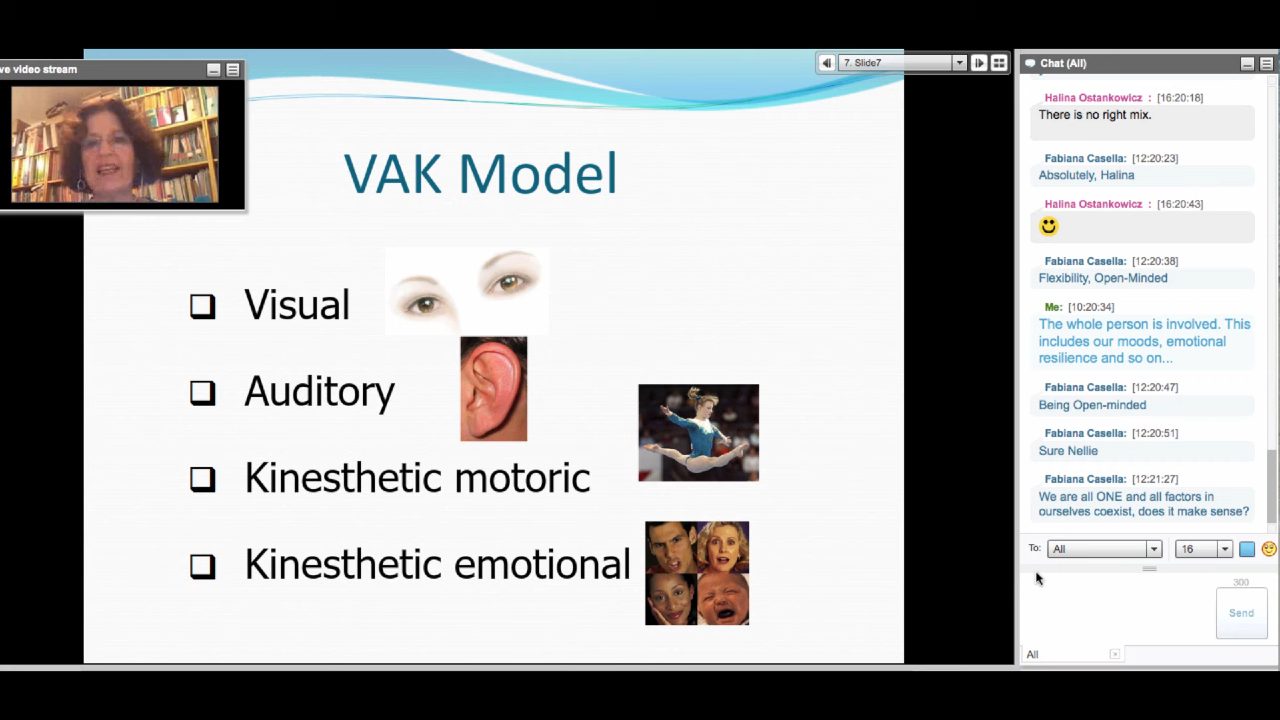 ve video stream
7. Slide7
VAK Model
Visual
Auditory
Kinesthetic motoric
Kinesthetic emotional
Chat (All)
Halina Ostankowicz : [16:20:18]
There is no right mix.
Fabiana Casella: [12:20:23]
Absolutely, Halina
Halina Ostankowicz : [16:20:43]
Fabiana Casella: [12:20:38]
Flexibility, Open-Minded
Me: [10:20:34]
The whole person is involved. This
includes our moods, emotional
resilience and so on...
Fabiana Casella: [12:20:47]
Being Open-minded
Fabiana Casella: [12:20:51]
Sure Nellie
Fabiana Casella: [12:21:27]
We are all ONE and all factors in
ourselves coexist, does it make sense?
To: All 16
300
Send
All